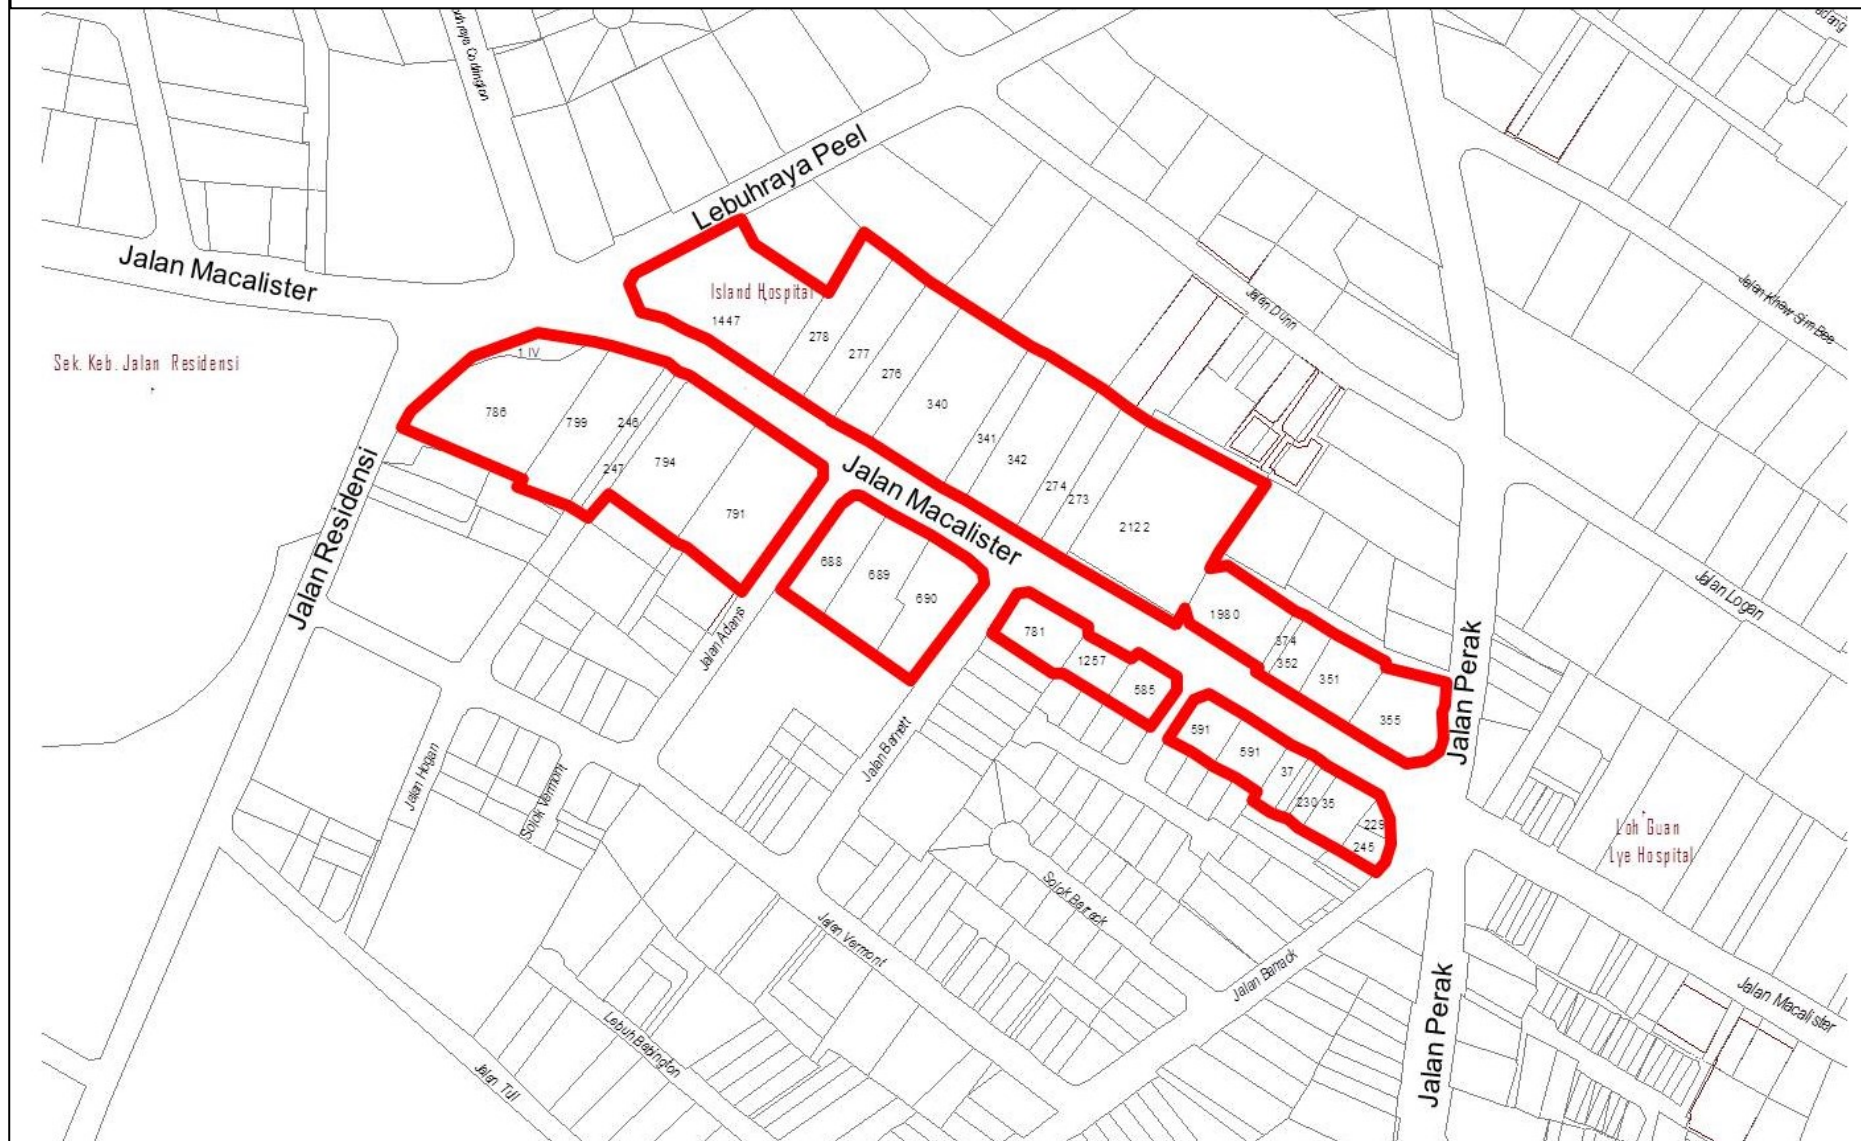 Lebuhraya Peel
Jalan Macalister
Island Hospital
1447
278
277
276
340
341
342
274
273
2122
Sek. Keb. Jalan Residensi
1 IV
786
799
246
247
794
791
Jalan Macalister
688
689
690
Jalan Residensi
Jalan Adams
Jalan Dunn
Jalan Khaw Sim Bee
Jalan Logan
1980
374
352
351
355
Jalan Perak
781
1257
585
591
591
37
230
35
229
245
Jalan Barnett
Jalan Hogan
Solok Vermont
Loh Guan
Lye Hospital
Solok Barrack
Jalan Vermont
Jalan Barrack
Jalan Perak
Jalan Macalister
Lebuh Babington
Jalan Tull